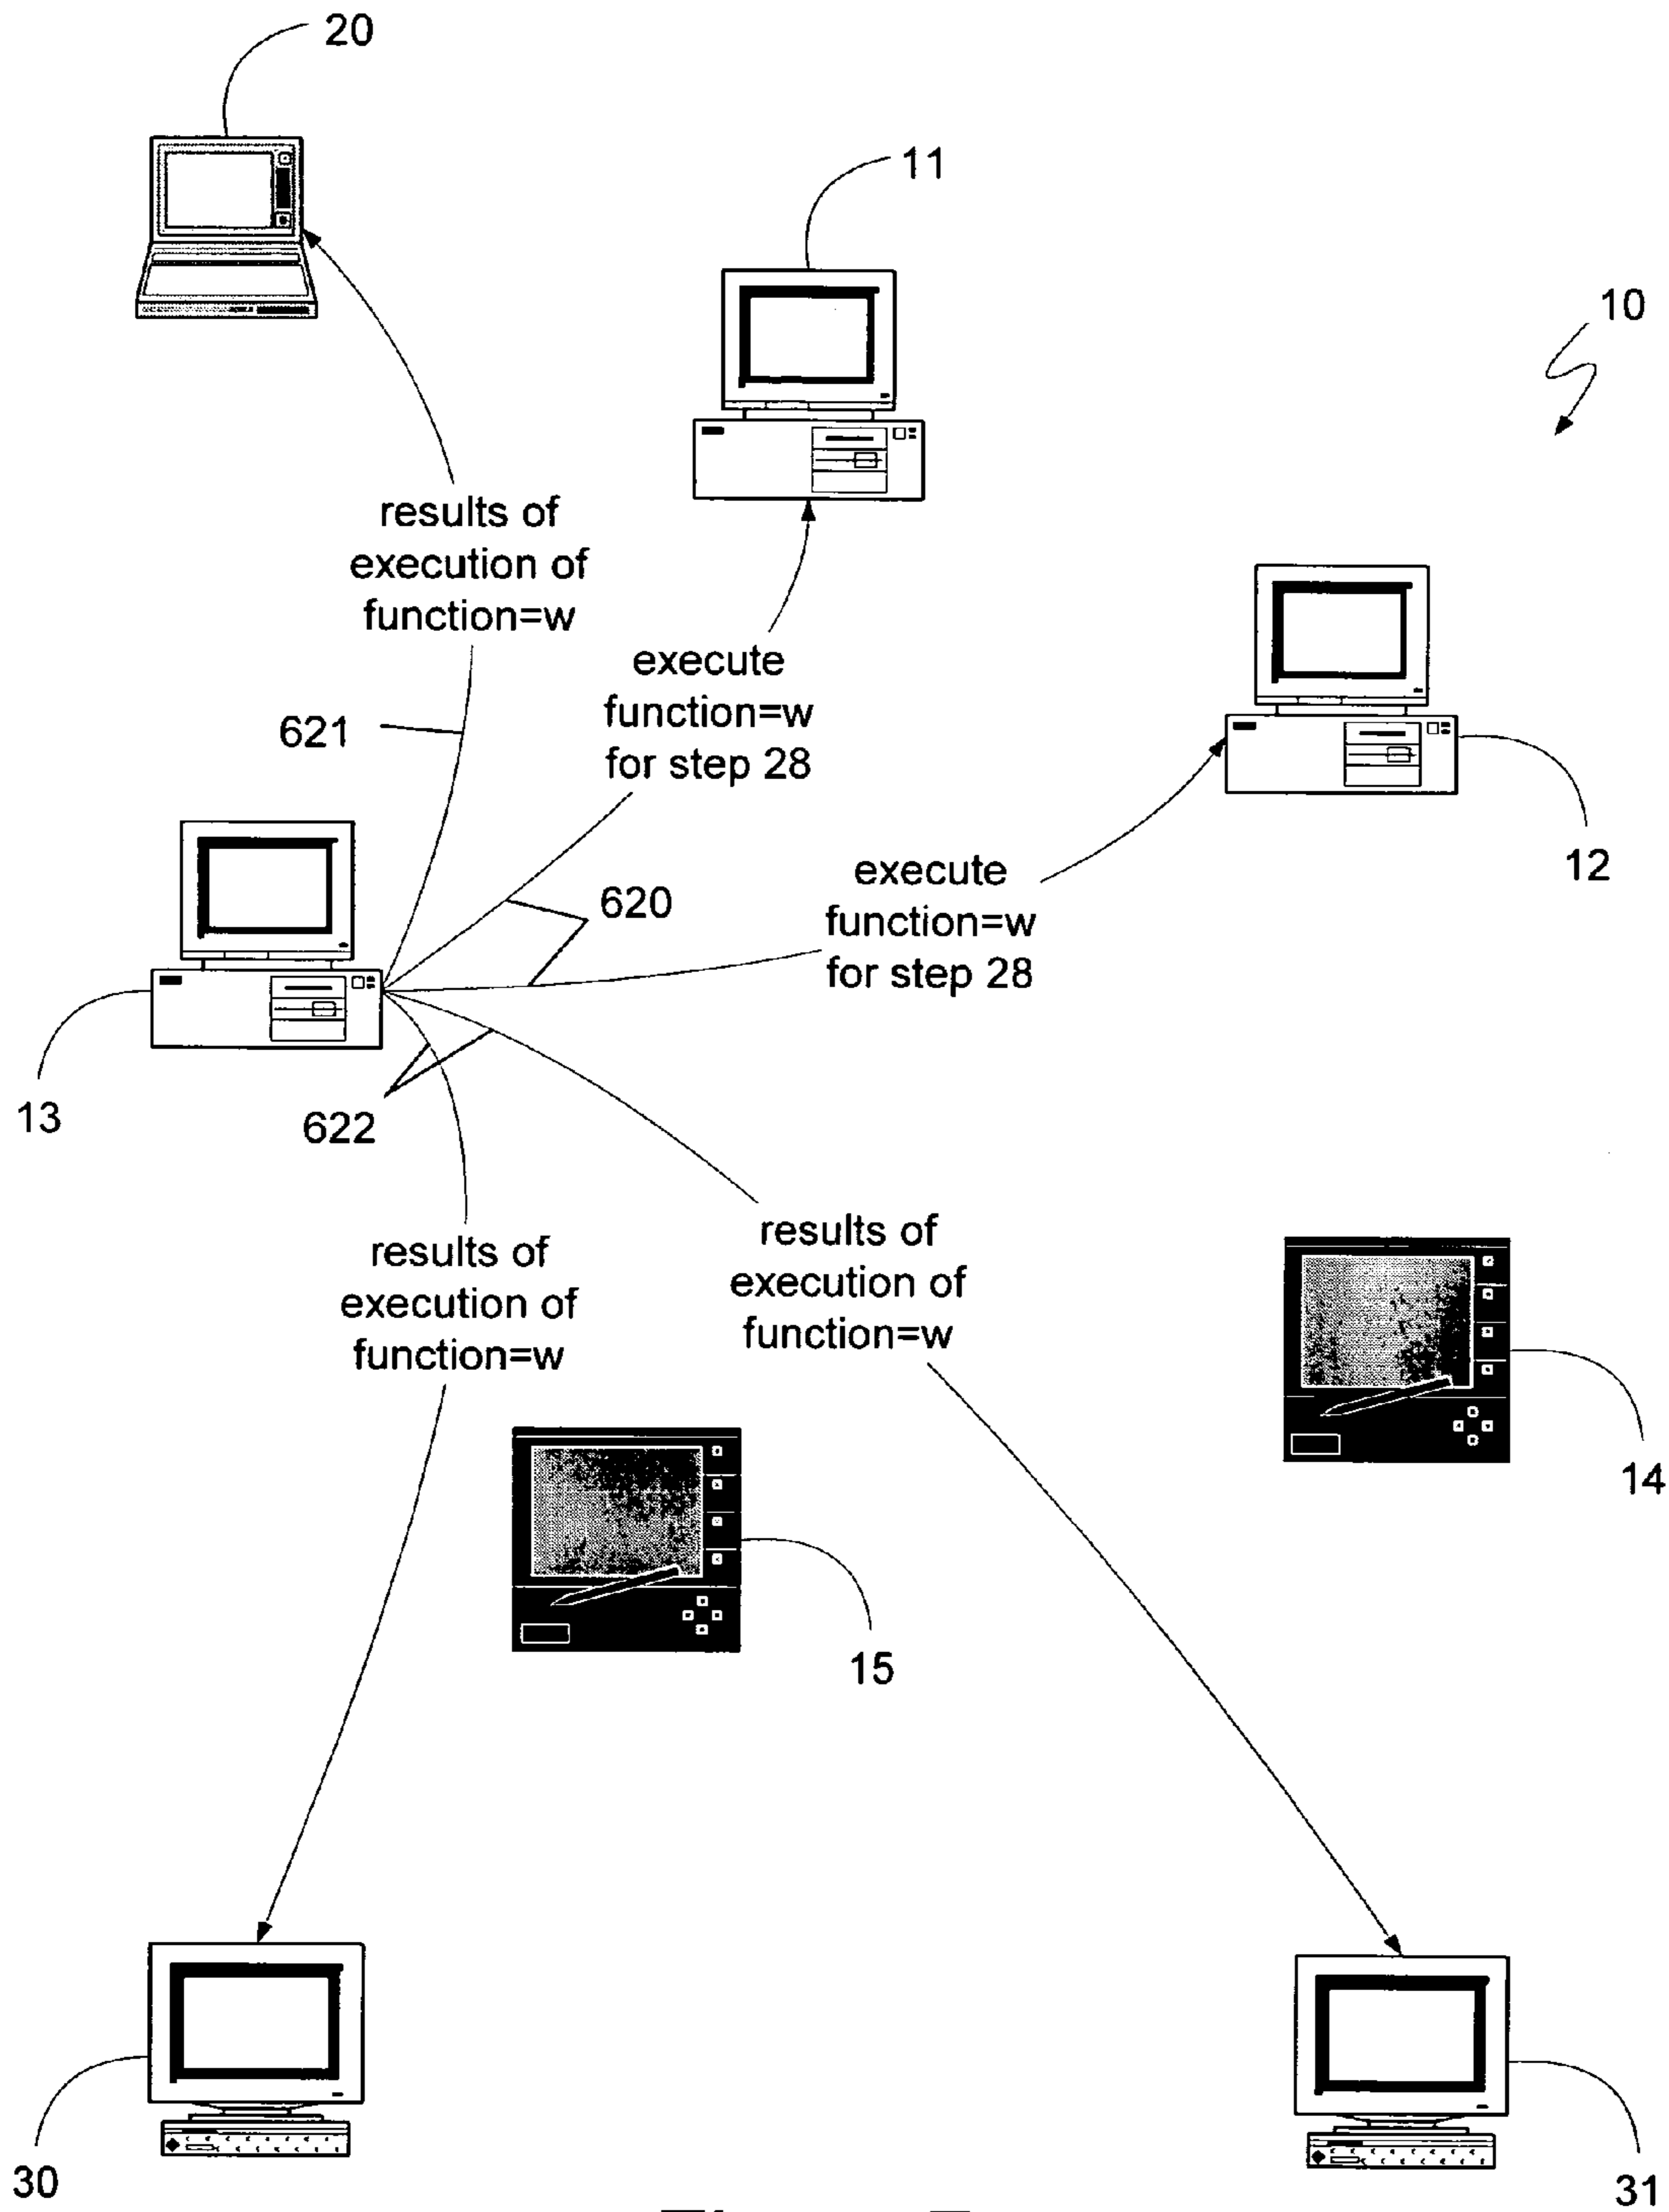 20
11
10
results of
execution of
function=w
execute
function=w
for step 28
621
12
execute
function=w
for step 28
620
13
622
results of
execution of
function=w
results of
execution of
function=w
14
15
30
31